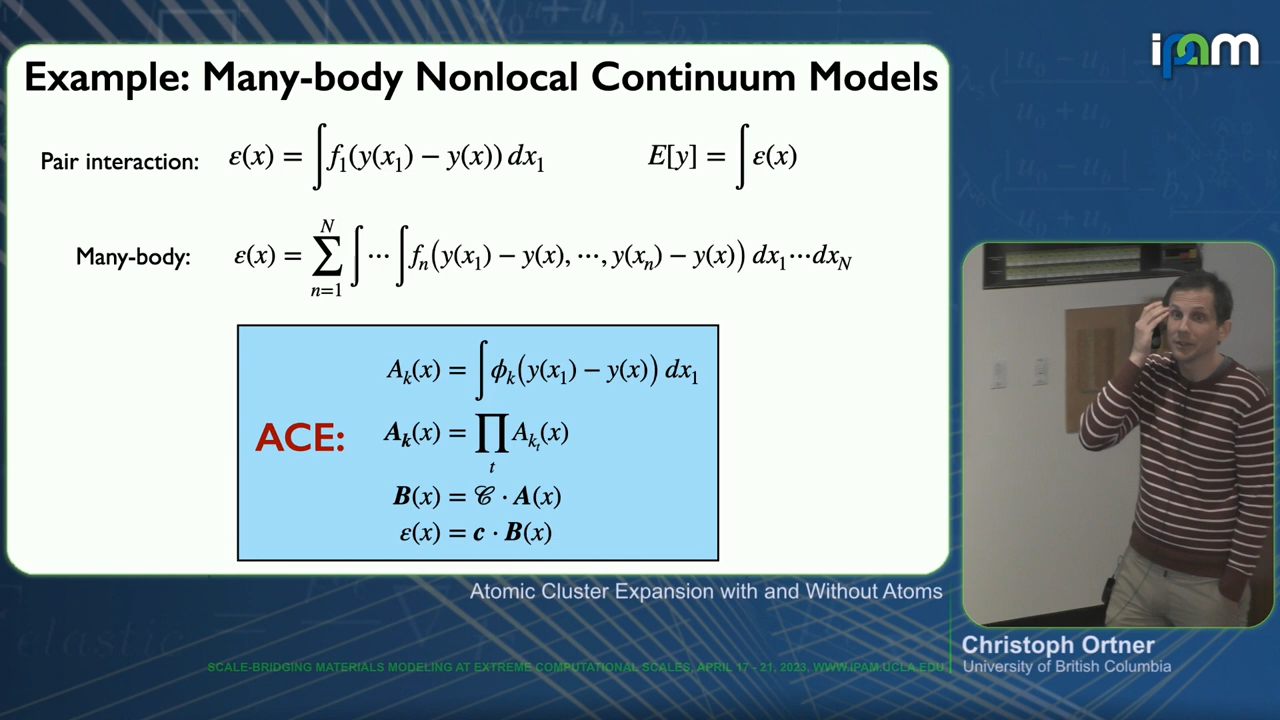 ipam
Example: Many-body Nonlocal Continuum Models
Pair interaction: ε(x) = ∫ f₁(y(x₁) − y(x)) dx₁ E[y] = ∫ ε(x)
Many-body: ε(x) = ∑ₙ₌₁ᴺ ∫ ⋯ ∫ fₙ(y(x₁) − y(x), ⋯, y(xₙ) − y(x)) dx₁⋯dx_N
A_k(x) = ∫ ϕ_k(y(x₁) − y(x)) dx₁
ACE: 𝑨_𝒌(x) = ∏_t A_{k_t}(x)
𝑩(x) = 𝒞 · 𝑨(x)
ε(x) = 𝒄 · 𝑩(x)
Atomic Cluster Expansion with and Without Atoms
Christoph Ortner
University of British Columbia
SCALE-BRIDGING MATERIALS MODELING AT EXTREME COMPUTATIONAL SCALES, APRIL 17 - 21, 2023, WWW.IPAM.UCLA.EDU